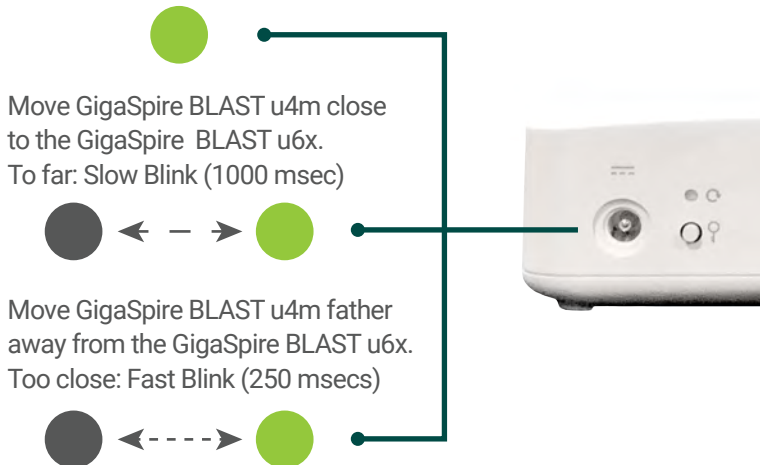 Move GigaSpire BLAST u4m close
to the GigaSpire BLAST u6x.
To far: Slow Blink (1000 msec)
Move GigaSpire BLAST u4m father
away from the GigaSpire BLAST u6x.
Too close: Fast Blink (250 msecs)